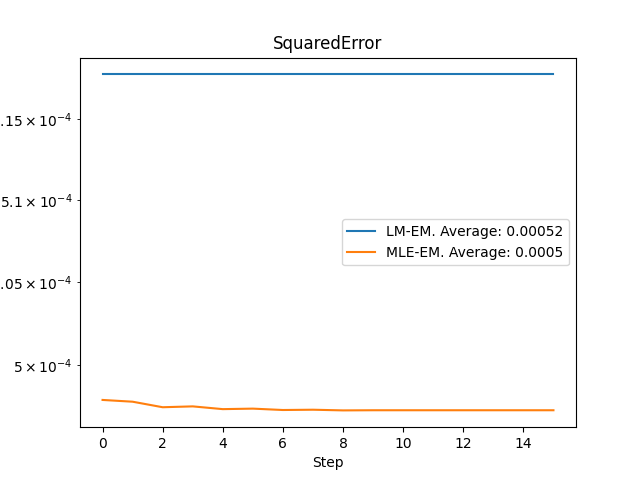 SquaredError
.15 × 10⁻⁴
5.1 × 10⁻⁴
.05 × 10⁻⁴
5 × 10⁻⁴
LM-EM. Average: 0.00052
MLE-EM. Average: 0.0005
0 2 4 6 8 10 12 14
Step